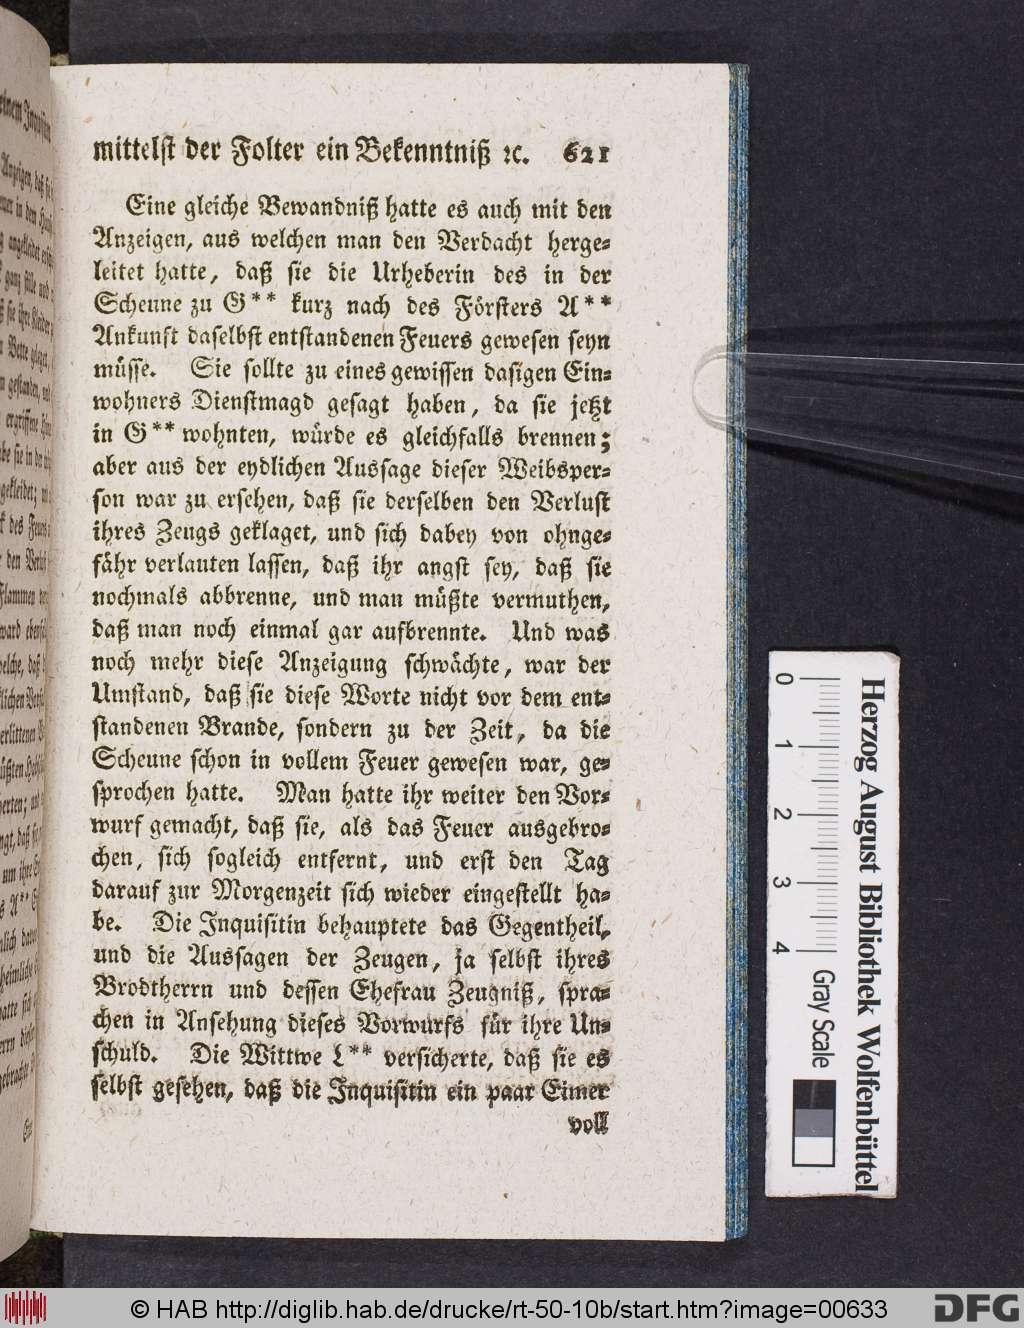 mittelst der Folter ein Bekenntniß ꝛc. 621
Eine gleiche Bewandniß hatte es auch mit den
Anzeigen, aus welchen man den Verdacht herge-
leitet hatte, daß sie die Urheberin des in der
Scheune zu G** kurz nach des Försters A**
Ankunft daselbst entstandenen Feuers gewesen seyn
müsse. Sie sollte zu eines gewissen dasigen Ein-
wohners Dienstmagd gesagt haben, da sie jetzt
in G** wohnten, würde es gleichfalls brennen;
aber aus der eydlichen Aussage dieser Weibsper-
son war zu ersehen, daß sie derselben den Verlust
ihres Zeugs geklaget, und sich dabey von ohnge-
fähr verlauten lassen, daß ihr angst sey, daß sie
nochmals abbrenne, und man müßte vermuthen,
daß man noch einmal gar aufbrennte. Und was
noch mehr diese Anzeigung schwächte, war der
Umstand, daß sie diese Worte nicht vor dem ent-
standenen Brande, sondern zu der Zeit, da die
Scheune schon in vollem Feuer gewesen war, ge-
sprochen hatte. Man hatte ihr weiter den Vor-
wurf gemacht, daß sie, als das Feuer ausgebro-
chen, sich sogleich entfernt, und erst den Tag
darauf zur Morgenzeit sich wieder eingestellt ha-
be. Die Inquisitin behauptete das Gegentheil,
und die Aussagen der Zeugen, ja selbst ihres
Brodtherrn und dessen Ehefrau Zeugniß, spra-
chen in Ansehung dieses Vorwurfs für ihre Un-
schuld. Die Wittwe L** versicherte, daß sie es
selbst gesehen, daß die Inquisitin ein paar Eimer
voll
0 1 2 3 4 Gray Scale
Herzog August Bibliothek Wolfenbüttel
© HAB http://diglib.hab.de/drucke/rt-50-10b/start.htm?image=00633
DFG